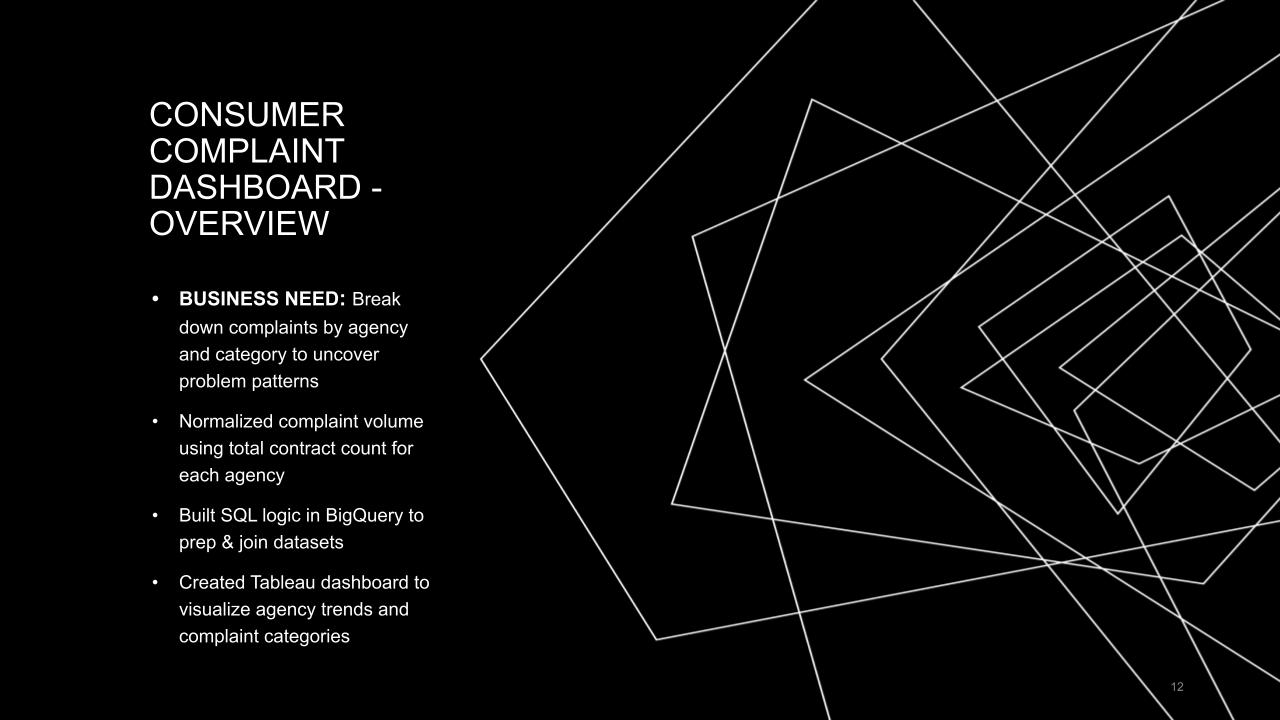 CONSUMER
COMPLAINT
DASHBOARD -
OVERVIEW
• BUSINESS NEED: Break
down complaints by agency
and category to uncover
problem patterns
• Normalized complaint volume
using total contract count for
each agency
• Built SQL logic in BigQuery to
prep & join datasets
• Created Tableau dashboard to
visualize agency trends and
complaint categories
12